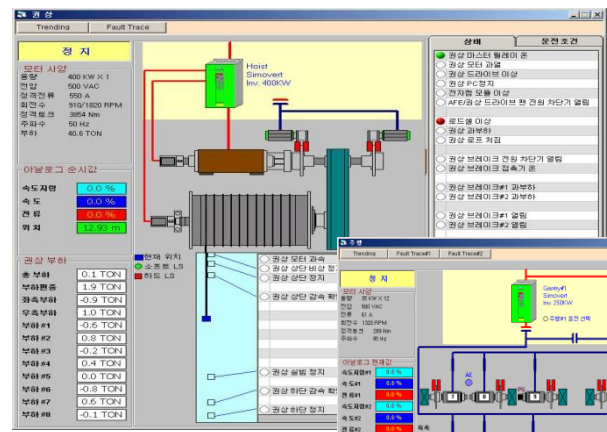 권 상
Trending
Fault Trace
정 지
모터 사양
용량 400 KW X 1
전압 500 VAC
정격전류 550 A
회전수 910/1820 RPM
정격토크 3854 Nm
주파수 50 Hz
부하 40.6 TON
아날로그 순시값
속도지령 0.0 %
속 도 0.0 %
전 류 0.0 %
위 치 12.93 m
권상 부하
총 부하 0.1 TON
부하편중 1.9 TON
좌측부하 -0.9 TON
우측부하 1.0 TON
부하#1 -0.6 TON
부하#2 0.8 TON
부하#3 -0.2 TON
부하#4 0.4 TON
부하#5 0.0 TON
부하#6 -0.8 TON
부하#7 0.6 TON
부하#8 -0.1 TON
Hoist
Simovert
Inv. 400KW
현재 위치
소프트 LS
하드 LS
권상 모터 과속
권상 상단 비상 정
권상 상단 정지
권상 상단 감속 확
권상 실빔 정지
권상 하단 감속 확
권상 하단 정지
상태
운전조건
권상 마스터 릴레이 온
권상 모터 과열
권상 드라이브 이상
권상 PC정지
전자접 모듈 이상
AFE/권상 드라이브 팬 전원 차단기 열림
로드셀 이상
권상 과부하
권상 로프 처짐
권상 브레이크 전원 차단기 열림
권상 브레이크 접촉기 온
권상 브레이크#1 과부하
권상 브레이크#2 과부하
권상 브레이크#1 열림
권상 브레이크#2 열림
주행
Trending
Fault Trace#1
Fault Trace#2
정 지
모터 사양
용량 35 KW X 12
전압 500 VAC
전류 61 A
회전수 1320 RPM
정격토크 289 Nm
주파수 45 Hz
아날로그 현재값
속도지령#1 0.0 %
속 도#1 0.0 %
전 류#1 0.0 %
속도지령#2 0.0 %
속 도#2 0.0 %
전 류#2 0.0 %
Gantry#1
Simovert
Inv. 250KW
주행#1 운전 선택
AE
PG
7
8
9
좌측